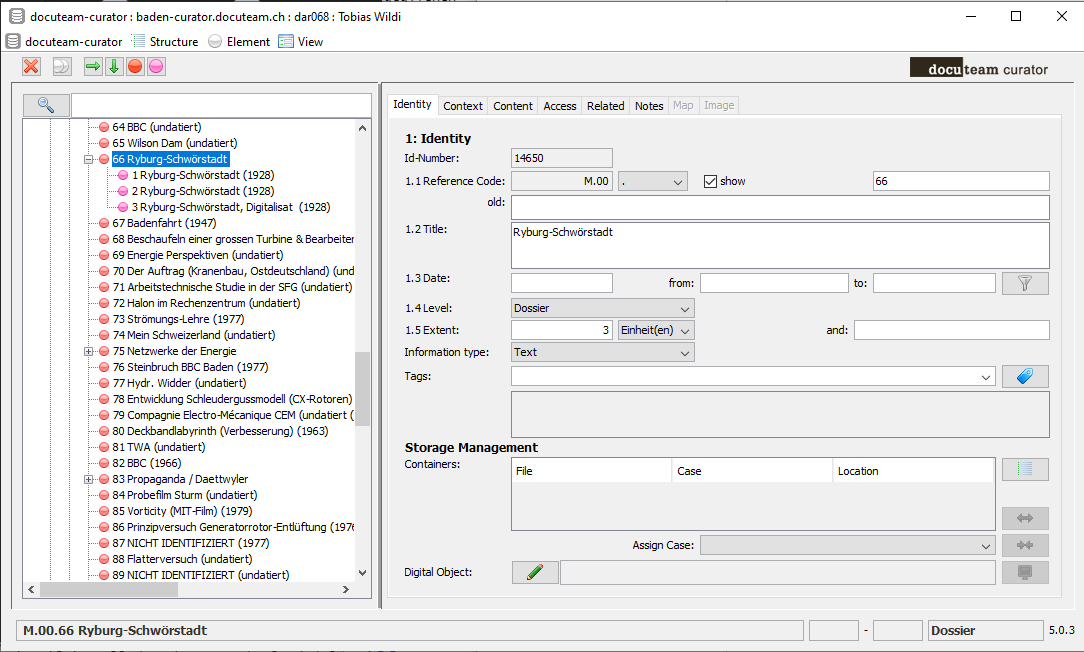 docuteam-curator : baden-curator.docuteam.ch : dar068 : Tobias Wildi
docuteam-curator Structure Element View
docuteam curator
64 BBC (undatiert)
65 Wilson Dam (undatiert)
66 Ryburg-Schwörstadt
1 Ryburg-Schwörstadt (1928)
2 Ryburg-Schwörstadt (1928)
3 Ryburg-Schwörstadt, Digitalisat (1928)
67 Badenfahrt (1947)
68 Beschaufeln einer grossen Turbine & Bearbeiter
69 Energie Perspektiven (undatiert)
70 Der Auftrag (Kranenbau, Ostdeutschland) (und
71 Arbeitstechnische Studie in der SFG (undatiert)
72 Halon im Rechenzentrum (undatiert)
73 Strömungs-Lehre (1977)
74 Mein Schweizerland (undatiert)
75 Netzwerke der Energie
76 Steinbruch BBC Baden (1977)
77 Hydr. Widder (undatiert)
78 Entwicklung Schleudergussmodell (CX-Rotoren)
79 Compagnie Electro-Mécanique CEM (undatiert (
80 Deckbandlabyrinth (Verbesserung) (1963)
81 TWA (undatiert)
82 BBC (1966)
83 Propaganda / Daettwyler
84 Probefilm Sturm (undatiert)
85 Vorticity (MIT-Film) (1979)
86 Prinzipversuch Generatorrotor-Entlüftung (1976
87 NICHT IDENTIFIZIERT (1977)
88 Flatterversuch (undatiert)
89 NICHT IDENTIFIZIERT (undatiert)
Identity Context Content Access Related Notes Map Image
1: Identity
Id-Number: 14650
1.1 Reference Code: M.00 . show 66
old:
1.2 Title: Ryburg-Schwörstadt
1.3 Date: from: to:
1.4 Level: Dossier
1.5 Extent: 3 Einheit(en) and:
Information type: Text
Tags:
Storage Management
Containers: File Case Location
Assign Case:
Digital Object:
M.00.66 Ryburg-Schwörstadt - Dossier 5.0.3